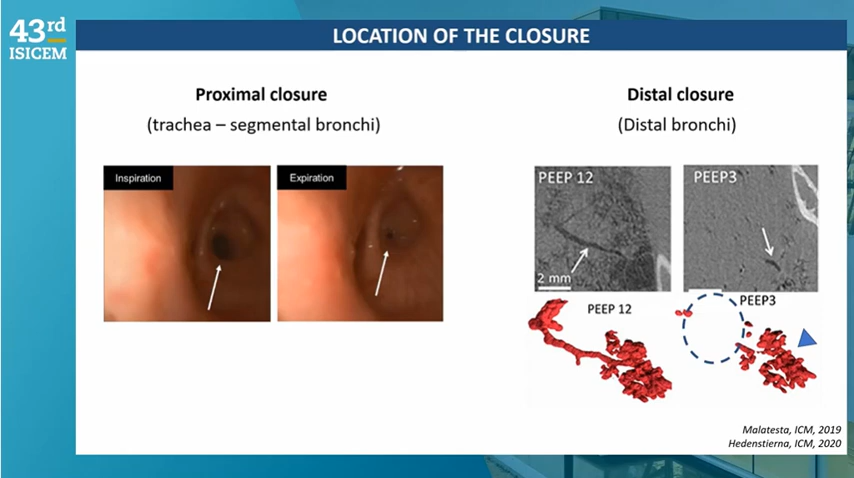 43rd
ISICEM
LOCATION OF THE CLOSURE
Proximal closure
(trachea – segmental bronchi)
Inspiration
Expiration
Distal closure
(Distal bronchi)
PEEP 12
PEEP3
2 mm
PEEP 12
PEEP3
Malatesta, ICM, 2019
Hedenstierna, ICM, 2020